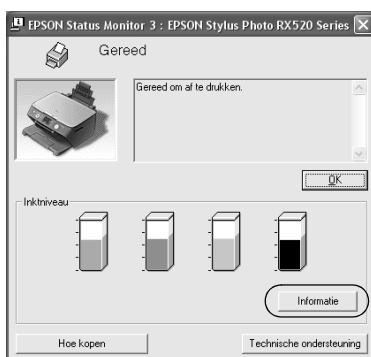 EPSON Status Monitor 3 : EPSON Stylus Photo RX520 Series
Gereed
Gereed om af te drukken.
OK
Inktniveau
Informatie
Hoe kopen
Technische ondersteuning